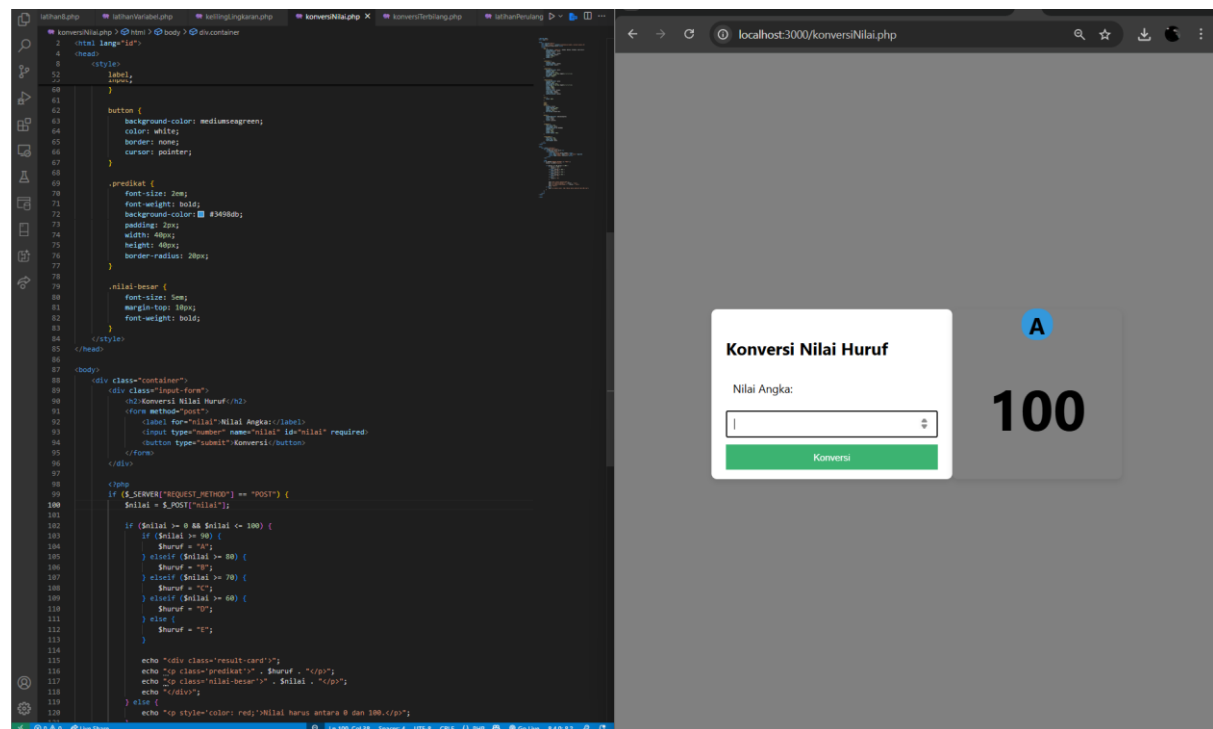 latihan8.php latihanVariabel.php kelilingLingkaran.php konversiNilai.php X konversiTerbilang.php latihanPerulang
konversiNilai.php > html > body > div.container
2 <html lang="id">
4 <head>
8 <style>
52 label,
input,
60 }
61
62 button {
63 background-color: mediumseagreen;
64 color: white;
65 border: none;
66 cursor: pointer;
67 }
68
69 .predikat {
70 font-size: 2em;
71 font-weight: bold;
72 background-color: #3498db;
73 padding: 2px;
74 width: 40px;
75 height: 40px;
76 border-radius: 20px;
77 }
78
79 .nilai-besar {
80 font-size: 5em;
81 margin-top: 10px;
82 font-weight: bold;
83 }
84 </style>
85 </head>
86
87 <body>
88 <div class="container">
89 <div class="input-form">
90 <h2>Konversi Nilai Huruf</h2>
91 <form method="post">
92 <label for="nilai">Nilai Angka:</label>
93 <input type="number" name="nilai" id="nilai" required>
94 <button type="submit">Konversi</button>
95 </form>
96 </div>
97
98 <?php
99 if ($_SERVER["REQUEST_METHOD"] == "POST") {
100 $nilai = $_POST["nilai"];
101
102 if ($nilai >= 0 && $nilai <= 100) {
103 if ($nilai >= 90) {
104 $huruf = "A";
105 } elseif ($nilai >= 80) {
106 $huruf = "B";
107 } elseif ($nilai >= 70) {
108 $huruf = "C";
109 } elseif ($nilai >= 60) {
110 $huruf = "D";
111 } else {
112 $huruf = "E";
113 }
114
115 echo "<div class='result-card'>";
116 echo "<p class='predikat'>" . $huruf . "</p>";
117 echo "<p class='nilai-besar'>" . $nilai . "</p>";
118 echo "</div>";
119 } else {
120 echo "<p style='color: red;'>Nilai harus antara 0 dan 100.</p>";
Live Share
localhost:3000/konversiNilai.php
A
Konversi Nilai Huruf
Nilai Angka:
100
Konversi